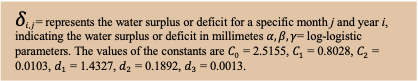 δᵢ,ⱼ= represents the water surplus or deficit for a specific month j and year i,
indicating the water surplus or deficit in millimetes α, β, γ= log-logistic
parameters. The values of the constants are C₀ = 2.5155, C₁ = 0.8028, C₂ =
0.0103, d₁ = 1.4327, d₂ = 0.1892, d₃ = 0.0013.